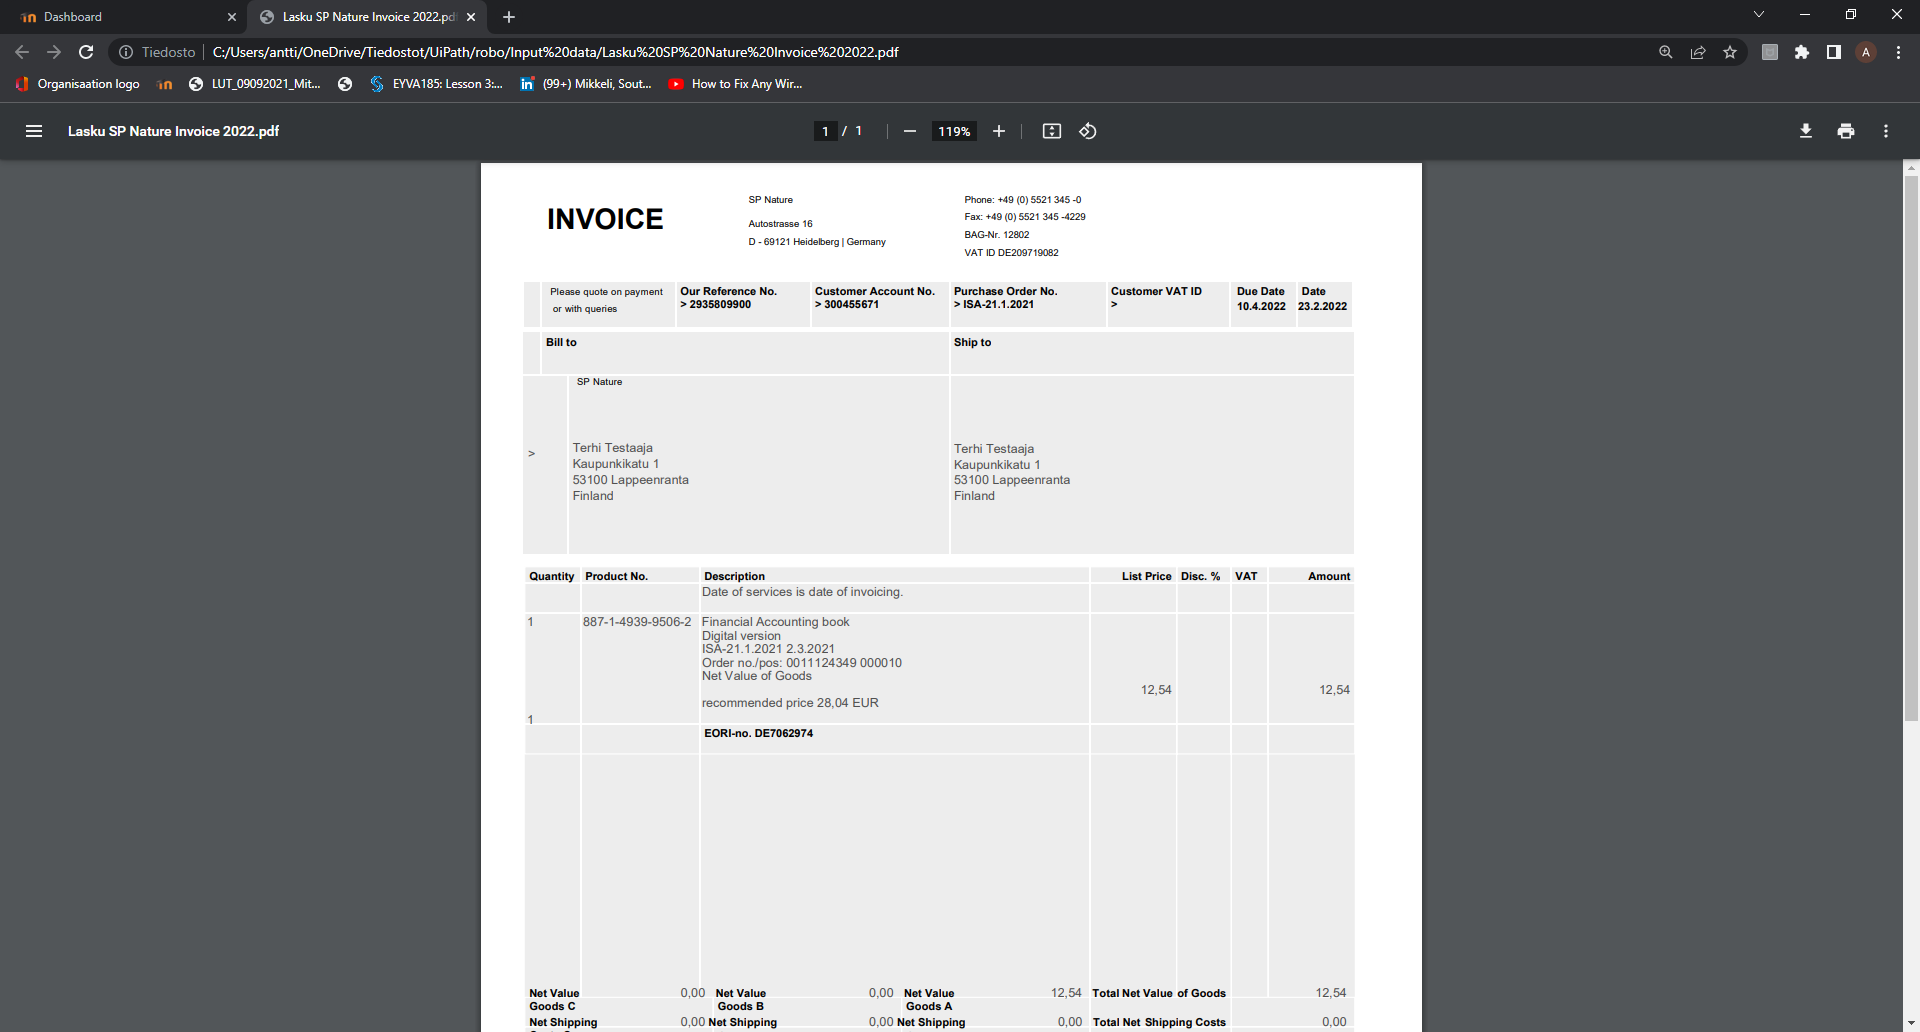 Dashboard
Lasku SP Nature Invoice 2022.pd
Tiedosto | C:/Users/antti/OneDrive/Tiedostot/UiPath/robo/Input%20data/Lasku%20SP%20Nature%20Invoice%202022.pdf
A
Organisaation logo
LUT_09092021_Mit...
EYVA185: Lesson 3:...
(99+) Mikkeli, Sout...
How to Fix Any Wir...
Lasku SP Nature Invoice 2022.pdf
1 / 1
119%
INVOICE
SP Nature
Autostrasse 16
D - 69121 Heidelberg | Germany
Phone: +49 (0) 5521 345 -0
Fax: +49 (0) 5521 345 -4229
BAG-Nr. 12802
VAT ID DE209719082
Please quote on payment
or with queries
Our Reference No.
> 2935809900
Customer Account No.
> 300455671
Purchase Order No.
> ISA-21.1.2021
Customer VAT ID
>
Due Date
10.4.2022
Date
23.2.2022
Bill to
Ship to
SP Nature
>
Terhi Testaaja
Kaupunkikatu 1
53100 Lappeenranta
Finland
Terhi Testaaja
Kaupunkikatu 1
53100 Lappeenranta
Finland
Quantity Product No. Description List Price Disc. % VAT Amount
Date of services is date of invoicing.
1 887-1-4939-9506-2 Financial Accounting book
Digital version
ISA-21.1.2021 2.3.2021
Order no./pos: 0011124349 000010
Net Value of Goods
12,54 12,54
recommended price 28,04 EUR
1
EORI-no. DE7062974
Net Value 0,00 Net Value 0,00 Net Value 12,54 Total Net Value of Goods 12,54
Goods C Goods B Goods A
Net Shipping 0,00 Net Shipping 0,00 Net Shipping 0,00 Total Net Shipping Costs 0,00